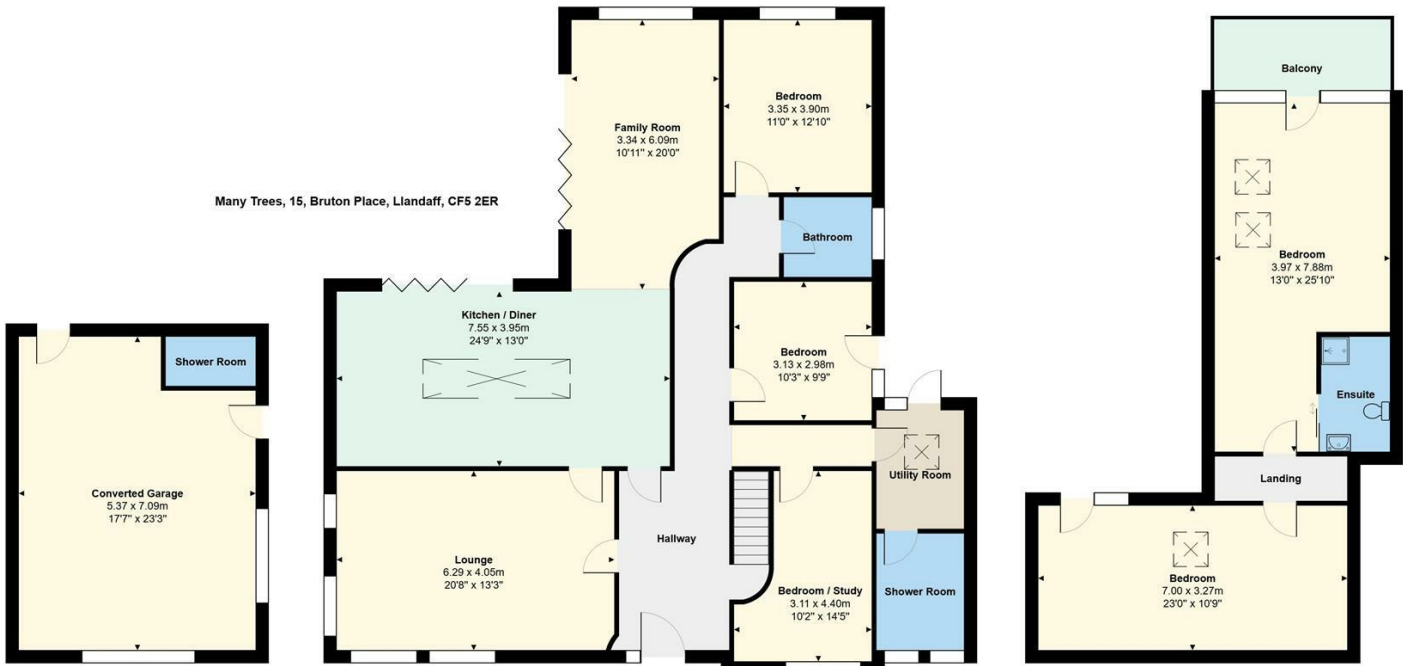 Many Trees, 15, Bruton Place, Llandaff, CF5 2ER
Converted Garage
5.37 x 7.09m
17'7" x 23'3"
Shower Room
Family Room
3.34 x 6.09m
10'11" x 20'0"
Bedroom
3.35 x 3.90m
11'0" x 12'10"
Bathroom
Kitchen / Diner
7.55 x 3.95m
24'9" x 13'0"
Bedroom
3.13 x 2.98m
10'3" x 9'9"
Utility Room
Lounge
6.29 x 4.05m
20'8" x 13'3"
Hallway
Bedroom / Study
3.11 x 4.40m
10'2" x 14'5"
Shower Room
Balcony
Bedroom
3.97 x 7.88m
13'0" x 25'10"
Ensuite
Landing
Bedroom
7.00 x 3.27m
23'0" x 10'9"